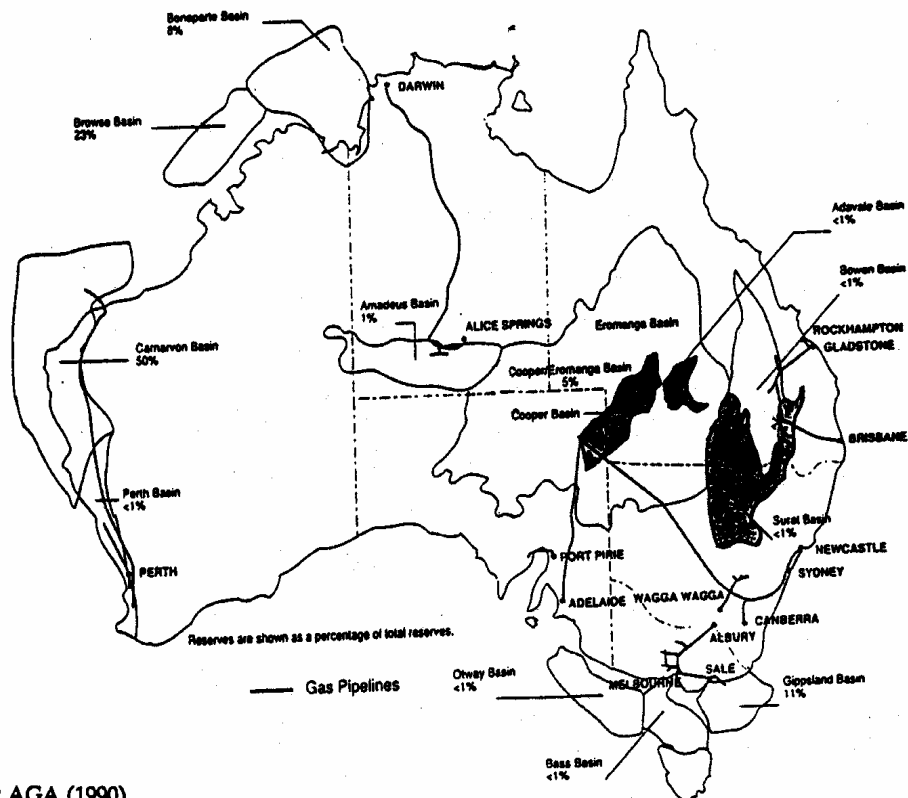 Bonaparte Basin
8%
DARWIN
Browse Basin
23%
Adavale Basin
<1%
Bowen Basin
<1%
Amadeus Basin
1%
ALICE SPRINGS
Eromanga Basin
ROCKHAMPTON
GLADSTONE
Carnarvon Basin
50%
Cooper/Eromanga Basin
5%
Cooper Basin
BRISBANE
Perth Basin
<1%
Surat Basin
<1%
NEWCASTLE
SYDNEY
PORT PIRIE
PERTH
ADELAIDE
WAGGA WAGGA
CANBERRA
ALBURY
Reserves are shown as a percentage of total reserves.
SALE
MELBOURNE
Gas Pipelines
Otway Basin
<1%
Gippsland Basin
11%
Bass Basin
<1%
AGA (1990)